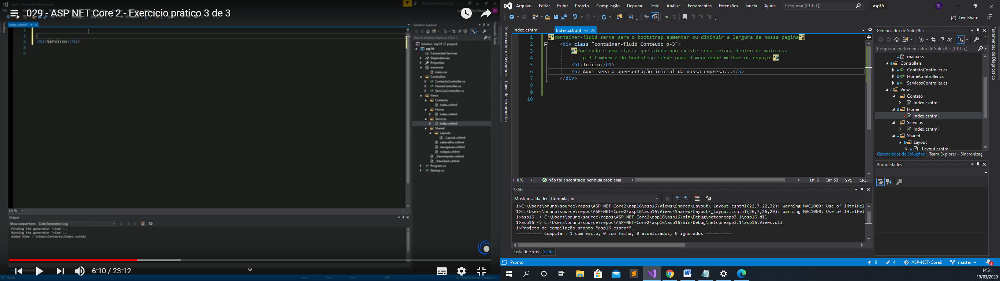 029 - ASP NET Core 2 - Exercício prático 3 de 3
Index.cshtml*
1
2
3
4
5
<h2>Servicos</h2>
Solution Explorer
Search Solution Explorer (Ctrl+')
Solution 'asp16' (1 project)
asp16
Connected Services
Dependencies
Properties
wwwroot
main.css
Controllers
ContactoController.cs
HomeController.cs
ServicosController.cs
Views
Contacto
Index.cshtml
Home
Index.cshtml
Servicos
Index.cshtml
Shared
Layouts
_Layout.cshtml
cabecalho.cshtml
navegacao.cshtml
rodape.cshtml
_ViewImports.cshtml
_ViewStart.cshtml
Program.cs
Startup.cs
Toolbox
Diagnostic Tools
111 %
Output
Show output from: Code Generation Log
Finding the generator 'view'...
Running the generator 'view'...
Added View : \Views\Contacto\Index.cshtml
6:10 / 23:12
Arquivo Editar Exibir Projeto Compilação Depurar Teste Análise Ferramentas Extensões Janela Ajuda Pesquisar (Ctrl+Q) asp16 BL
Live Share
Gerenciador de Servidores
Caixa de Ferramentas
Index.cshtml Index.cshtml
1 @*container-fluid serve para o bootstrap aumentar ou diminuir a largura da nossa pagina*@
2 <div class="container-fluid Conteudo p-3">
3 @*Conteudo é uma classe que ainda não existe será criada dentro de main.css
4 p-3 tambem e do bootstrap serve para dimencionar melhor os espaços*@
5 <h1>Início</h1>
6 <p> Aqui será a apresentação inicial da nossa empresa...</p>
7 </div>
8
9
10
110 % Não foi encontrado nenhum problema Ln: 6 Car: 53 SPC CRLF
Saída
Mostrar saída de: Compilação
1>C:\Users\bruno\source\repos\ASP-NET-Core2\asp16\asp16\Views\Shared\Layout\_Layout.cshtml(22,7,22,32): warning MVC1000: Use of IHtmlHel
1>C:\Users\bruno\source\repos\ASP-NET-Core2\asp16\asp16\Views\Shared\Layout\_Layout.cshtml(26,7,26,29): warning MVC1000: Use of IHtmlHel
1>asp16 -> C:\Users\bruno\source\repos\ASP-NET-Core2\asp16\asp16\bin\Debug\netcoreapp3.1\asp16.dll
1>asp16 -> C:\Users\bruno\source\repos\ASP-NET-Core2\asp16\asp16\bin\Debug\netcoreapp3.1\asp16.Views.dll
1>Projeto de compilação pronto "asp16.csproj".
========== Compilar: 1 com êxito, 0 com falha, 0 atualizados, 0 ignorados ==========
Lista de Erros Saída
Gerenciador de Soluções
Pesquisar em Gerenciador de Soluções (Ctrl+ç)
main.css
Controllers
C# ContatoController.cs
C# HomeController.cs
C# ServicosController.cs
Views
Contato
Index.cshtml
Home
Index.cshtml
Servicos
Index.cshtml
Shared
Layout
_Layout.cshtml
Gerenciador de Soluções Team Explorer – Sincronizaç...
Propriedades
Ferramentas de Diagnóstico
Pronto 0 4 ASP-NET-Core2 master 3
14:31
19/03/2020